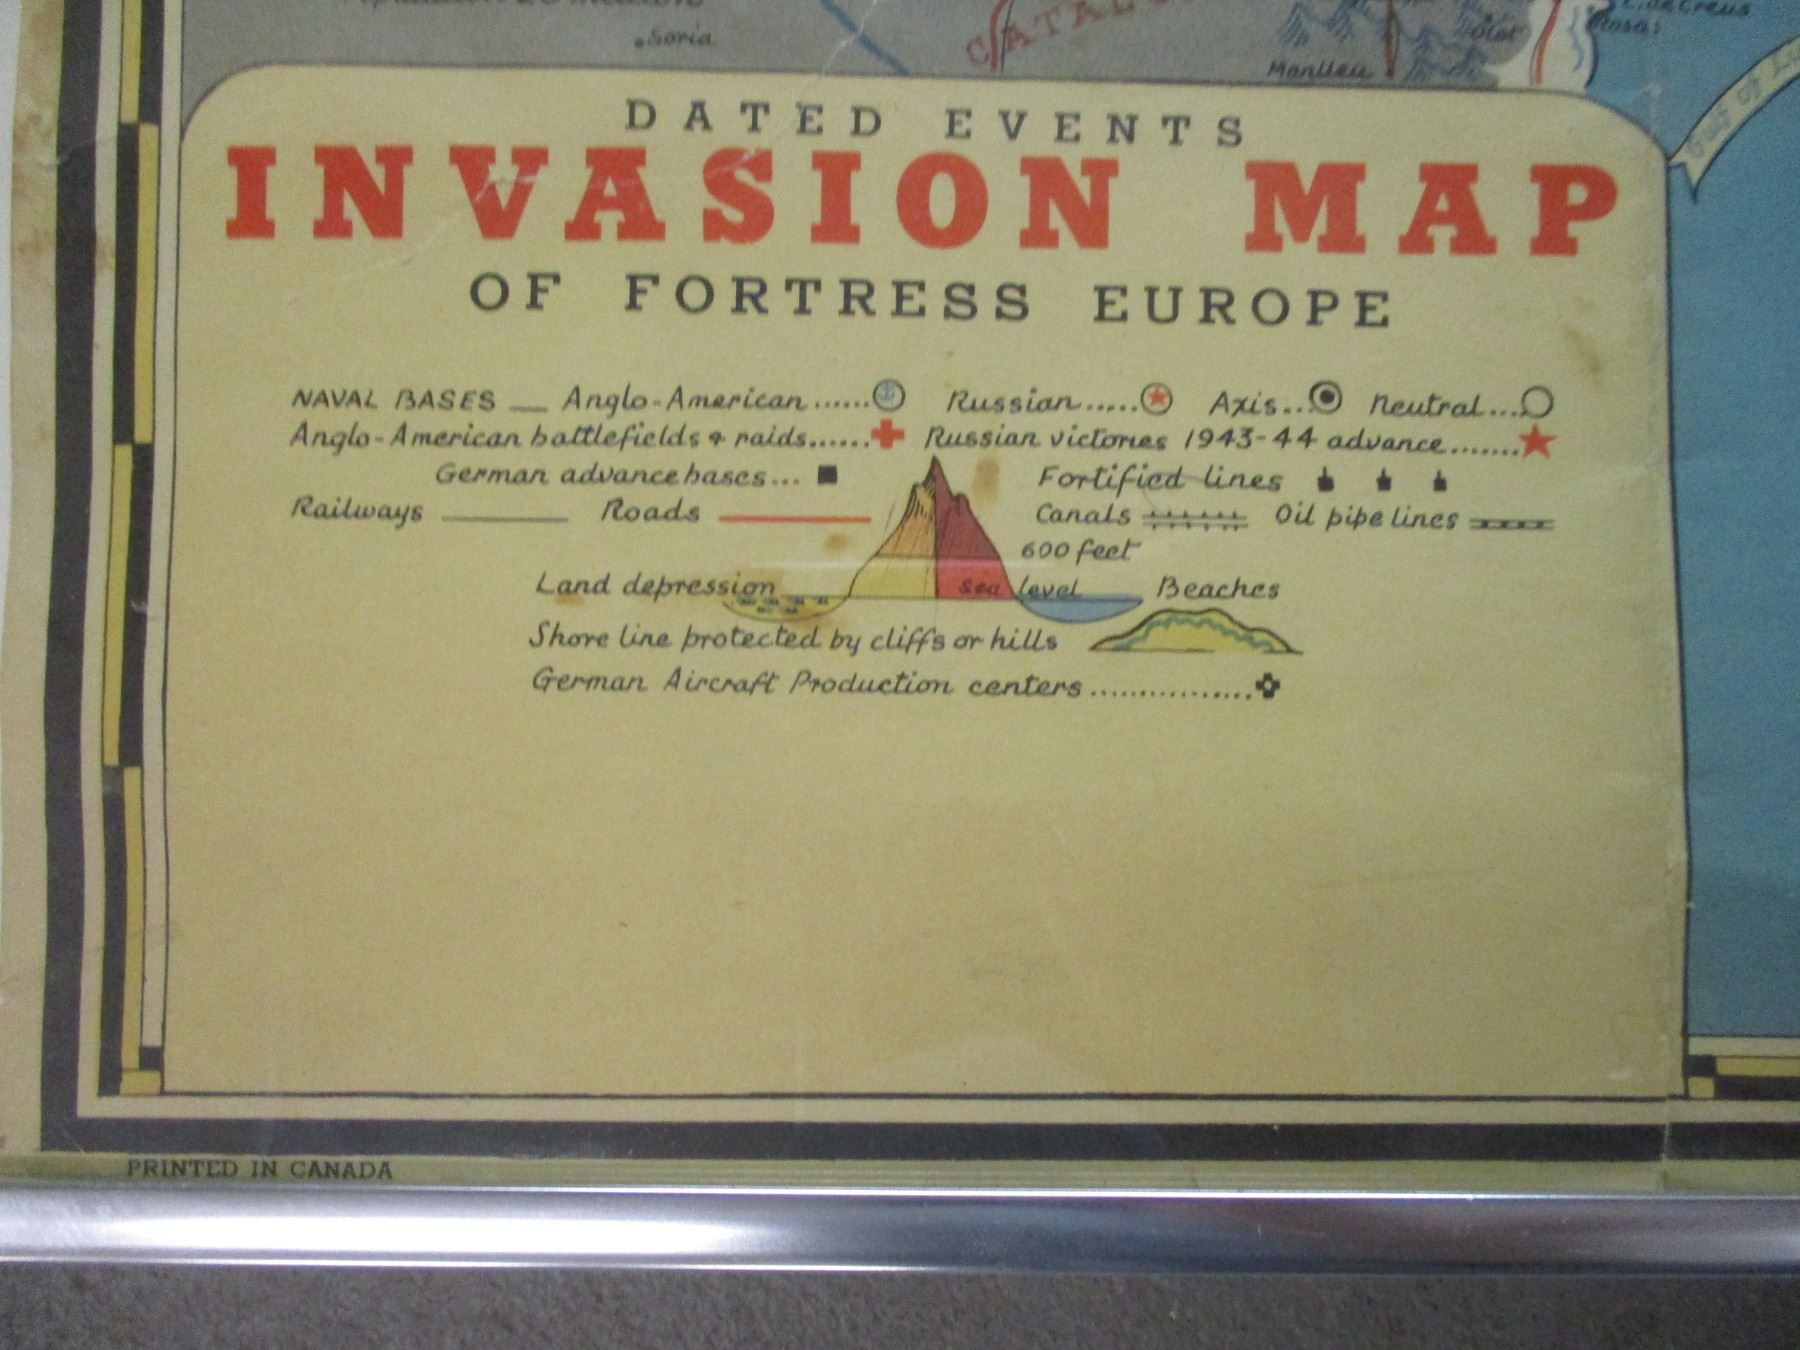 Soria
CATAL
Olot
Rosas
Manlleu
DATED EVENTS
INVASION MAP
OF FORTRESS EUROPE
NAVAL BASES — Anglo-American...... Russian..... Axis... Neutral....
Anglo-American battlefields & raids...... Russian victories 1943-44 advance.......
German advance bases... Fortified lines
Railways Roads Canals Oil pipe lines
600 feet
Land depression sea level Beaches
Shore line protected by cliffs or hills
German Aircraft Production centers................
PRINTED IN CANADA